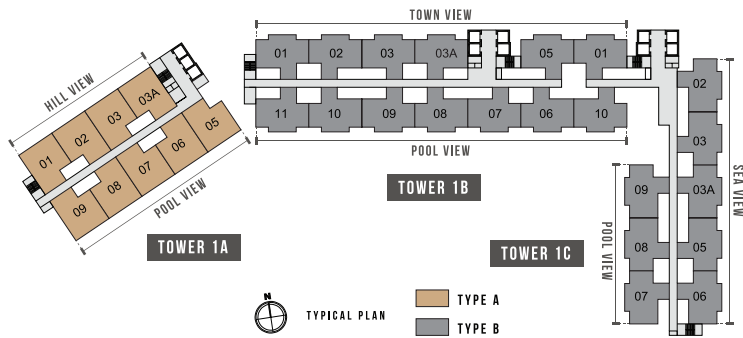 TOWN VIEW
01 02 03 03A 05 01
11 10 09 08 07 06 10
POOL VIEW
TOWER 1B
HILL VIEW
01 02 03 03A
09 08 07 06 05
POOL VIEW
TOWER 1A
02
03
09 03A
08 05
07 06
SEA VIEW
POOL VIEW
TOWER 1C
N
TYPICAL PLAN
TYPE A
TYPE B